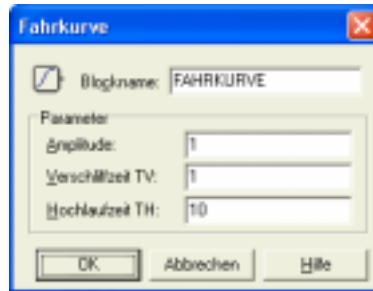 Fahrkurve
Blockname: FAHRKURVE
Parameter
Amplitude: 1
Verschliffzeit TV: 1
Hochlaufzeit TH: 10
OK Abbrechen Hilfe